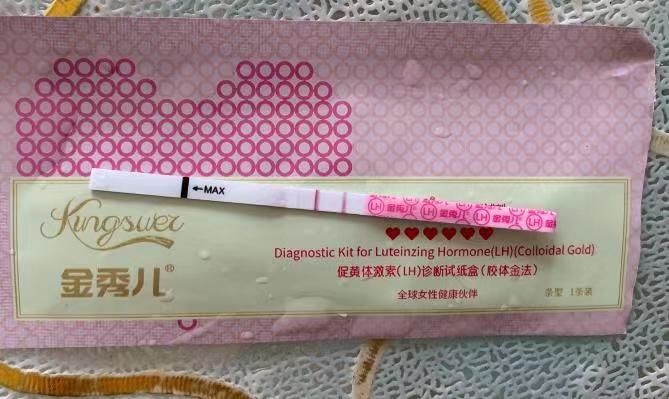 ←MAX
LH 金秀儿 LH 金秀儿 LH 金秀儿 LH
Kingswer
Diagnostic Kit for Luteinzing Hormone(LH)(Colloidal Gold)
金秀儿®
促黄体激素(LH)诊断试纸盒(胶体金法)
全球女性健康伙伴
条型 1条装